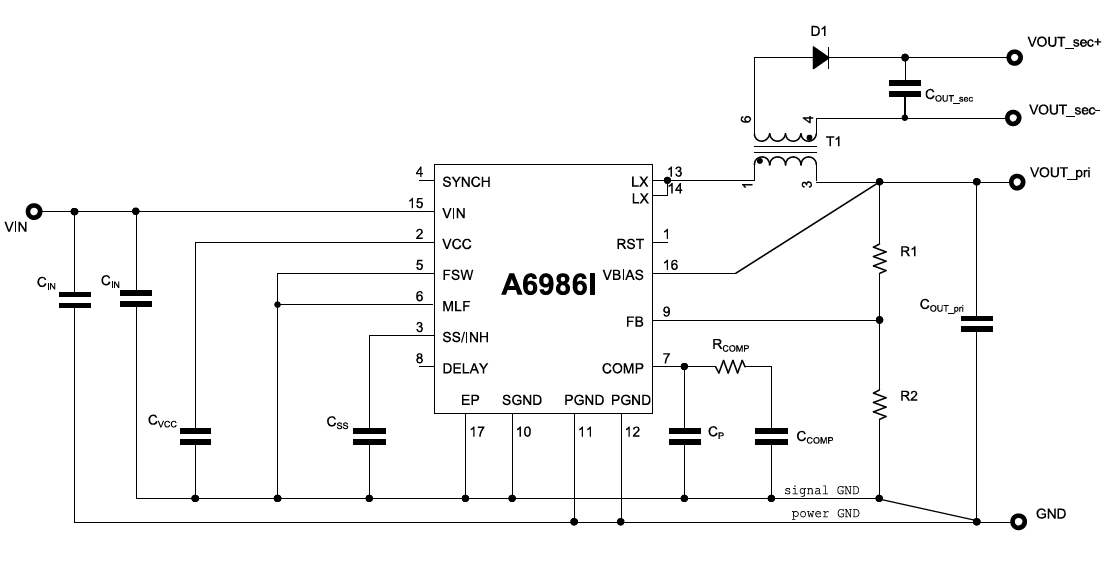 D1
VOUT_sec+
COUT_sec
VOUT_sec-
6
4
T1
1
3
VOUT_pri
4
SYNCH
LX
13
LX
14
VIN
15
VIN
2
VCC
RST
1
5
FSW
VBIAS
16
R1
CIN
CIN
A6986I
6
MLF
FB
9
COUT_pri
3
SS/INH
RCOMP
8
DELAY
COMP
7
R2
EP
SGND
PGND
PGND
CVCC
CSS
17
10
11
12
CP
CCOMP
signal GND
power GND
GND